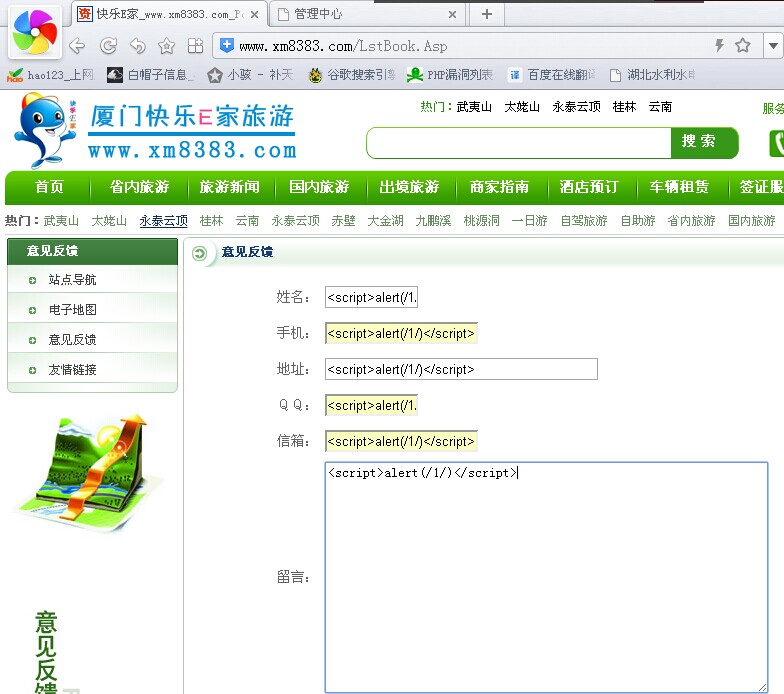 快乐E家_www.xm8383.com_P
管理中心
www.xm8383.com/LstBook.Asp
hao123_上网
白帽子信息_
小骇 - 补天
谷歌搜索引擎
PHP漏洞列表
百度在线翻译
湖北水利水电
快乐E家
厦门快乐E家旅游
www.xm8383.com
热门： 武夷山 太姥山 永泰云顶 桂林 云南
服务
搜 索
首页 省内旅游 旅游新闻 国内旅游 出境旅游 商家指南 酒店预订 车辆租赁 签证服
热门： 武夷山 太姥山 永泰云顶 桂林 云南 永泰云顶 赤壁 大金湖 九鹏溪 桃源洞 一日游 自驾旅游 自助游 省内旅游 国内旅游
意见反馈
站点导航
电子地图
意见反馈
友情链接
意见反馈
意见反馈
姓名： <script>alert(/1.
手机： <script>alert(/1/)</script>
地址： <script>alert(/1/)</script>
Q Q： <script>alert(/1.
信箱： <script>alert(/1/)</script>
留言： <script>alert(/1/)</script>